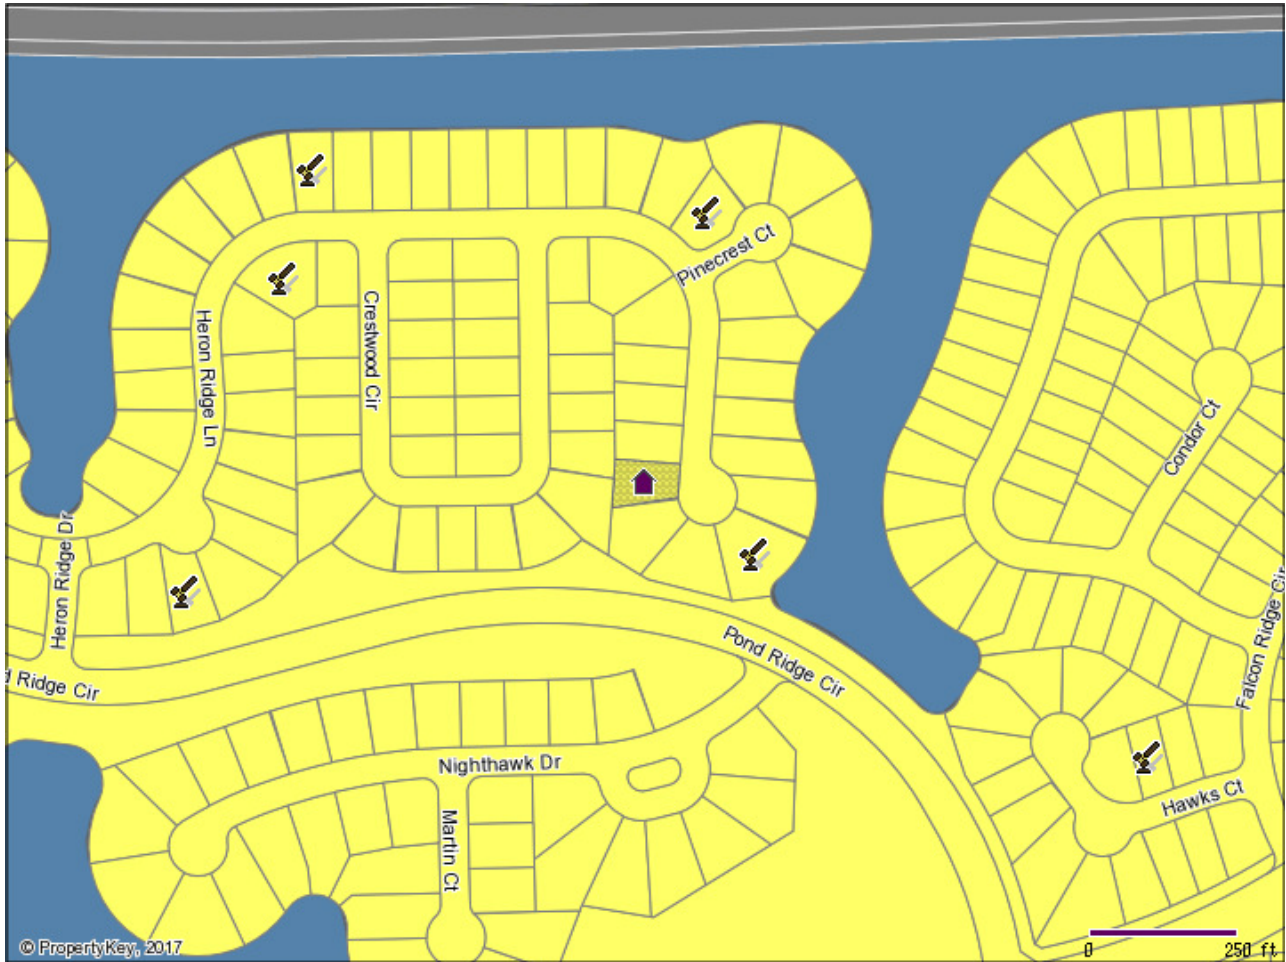 Pinecrest Ct
Crestwood Cir
Heron Ridge Ln
Condor Ct
Heron Ridge Dr
Falcon Ridge Cir
Pond Ridge Cir
d Ridge Cir
Nighthawk Dr
Hawks Ct
Martin Ct
© PropertyKey, 2017
0 250 ft